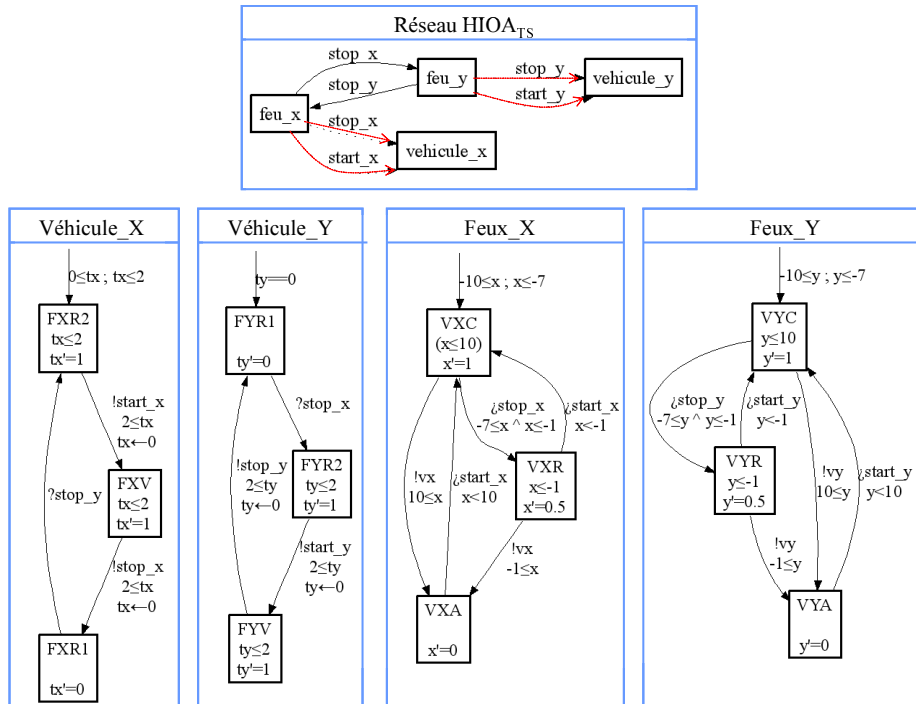 Réseau HIOA_TS
stop_x
feu_y
stop_y
vehicule_y
stop_y
start_y
feu_x
stop_x
vehicule_x
start_x
Véhicule_X
0≤tx ; tx≤2
FXR2
tx≤2
tx'=1
!start_x
2≤tx
tx←0
?stop_y
FXV
tx≤2
tx'=1
!stop_x
2≤tx
tx←0
FXR1
tx'=0
Véhicule_Y
ty==0
FYR1
ty'=0
?stop_x
!stop_y
2≤ty
ty←0
FYR2
ty≤2
ty'=1
!start_y
2≤ty
ty←0
FYV
ty≤2
ty'=1
Feux_X
-10≤x ; x≤-7
VXC
(x≤10)
x'=1
¿stop_x
-7≤x ^ x≤-1
¿start_x
x<-1
!vx
10≤x
¿start_x
x<10
VXR
x≤-1
x'=0.5
!vx
-1≤x
VXA
x'=0
Feux_Y
-10≤y ; y≤-7
VYC
y≤10
y'=1
¿stop_y
-7≤y ^ y≤-1
¿start_y
y<-1
VYR
y≤-1
y'=0.5
!vy
10≤y
¿start_y
y<10
!vy
-1≤y
VYA
y'=0